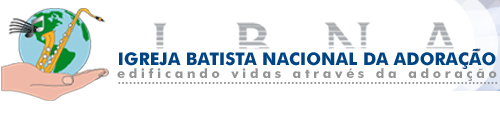 I B N A
IGREJA BATISTA NACIONAL DA ADORAÇÃO
edificando vidas através da adoração